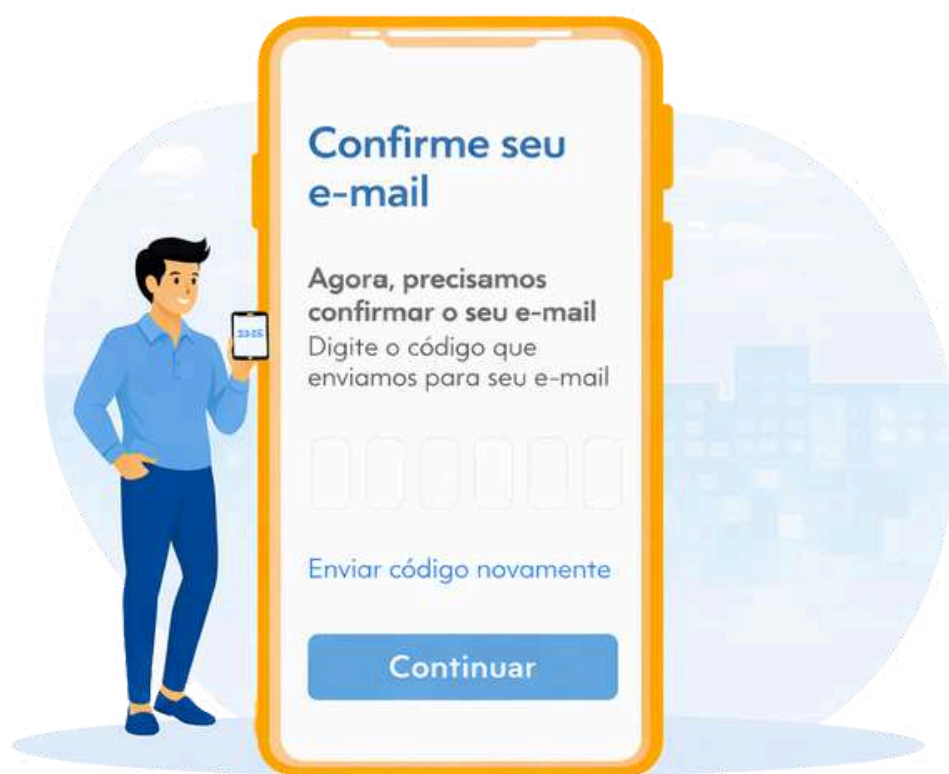 Confirme seu
e-mail
Agora, precisamos
confirmar o seu e-mail
Digite o código que
enviamos para seu e-mail
Enviar código novamente
Continuar